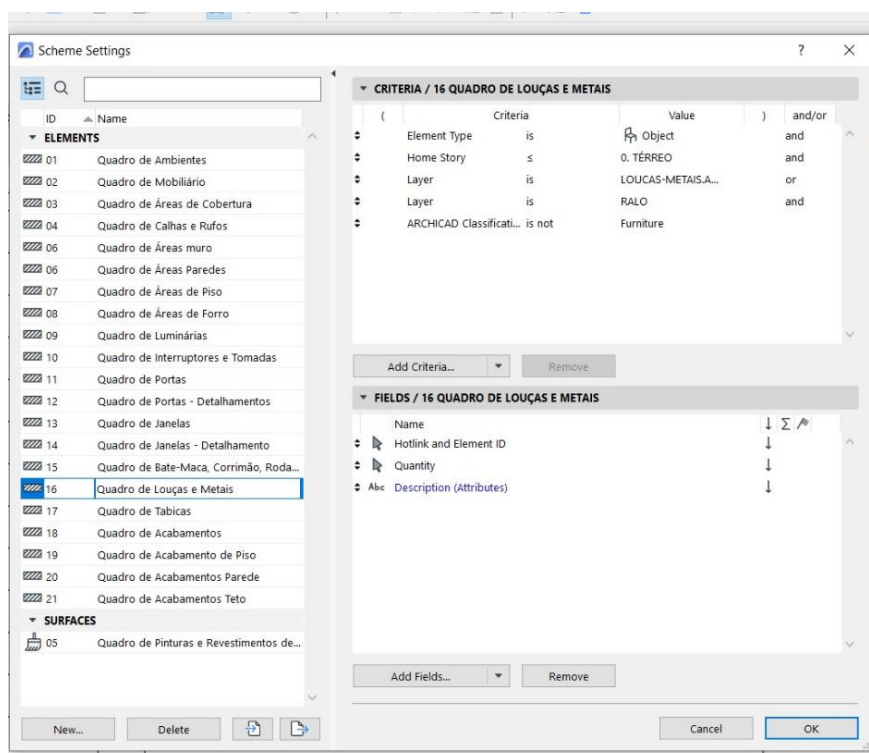 Scheme Settings
? ×
ID Name
ELEMENTS
01 Quadro de Ambientes
02 Quadro de Mobiliário
03 Quadro de Áreas de Cobertura
04 Quadro de Calhas e Rufos
06 Quadro de Áreas muro
06 Quadro de Áreas Paredes
07 Quadro de Áreas de Piso
08 Quadro de Áreas de Forro
09 Quadro de Luminárias
10 Quadro de Interruptores e Tomadas
11 Quadro de Portas
12 Quadro de Portas - Detalhamentos
13 Quadro de Janelas
14 Quadro de Janelas - Detalhamento
15 Quadro de Bate-Maca, Corrimão, Roda...
16 Quadro de Louças e Metais
17 Quadro de Tabicas
18 Quadro de Acabamentos
19 Quadro de Acabamento de Piso
20 Quadro de Acabamentos Parede
21 Quadro de Acabamentos Teto
SURFACES
05 Quadro de Pinturas e Revestimentos de...
New... Delete
CRITERIA / 16 QUADRO DE LOUÇAS E METAIS
( Criteria Value ) and/or
Element Type is Object and
Home Story ≤ 0. TÉRREO and
Layer is LOUCAS-METAIS.A... or
Layer is RALO and
ARCHICAD Classificati... is not Furniture
Add Criteria... Remove
FIELDS / 16 QUADRO DE LOUÇAS E METAIS
Name ↓ Σ
Hotlink and Element ID ↓
Quantity ↓
Abc Description (Attributes) ↓
Add Fields... Remove
Cancel OK